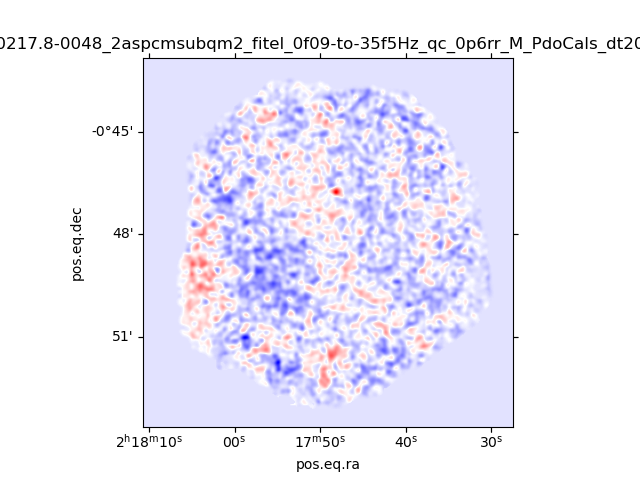 0217.8-0048_2aspcmsubqm2_fitel_0f09-to-35f5Hz_qc_0p6rr_M_PdoCals_dt20
-0°45'
48'
51'
pos.eq.dec
2ʰ18ᵐ10ˢ 00ˢ 17ᵐ50ˢ 40ˢ 30ˢ
pos.eq.ra